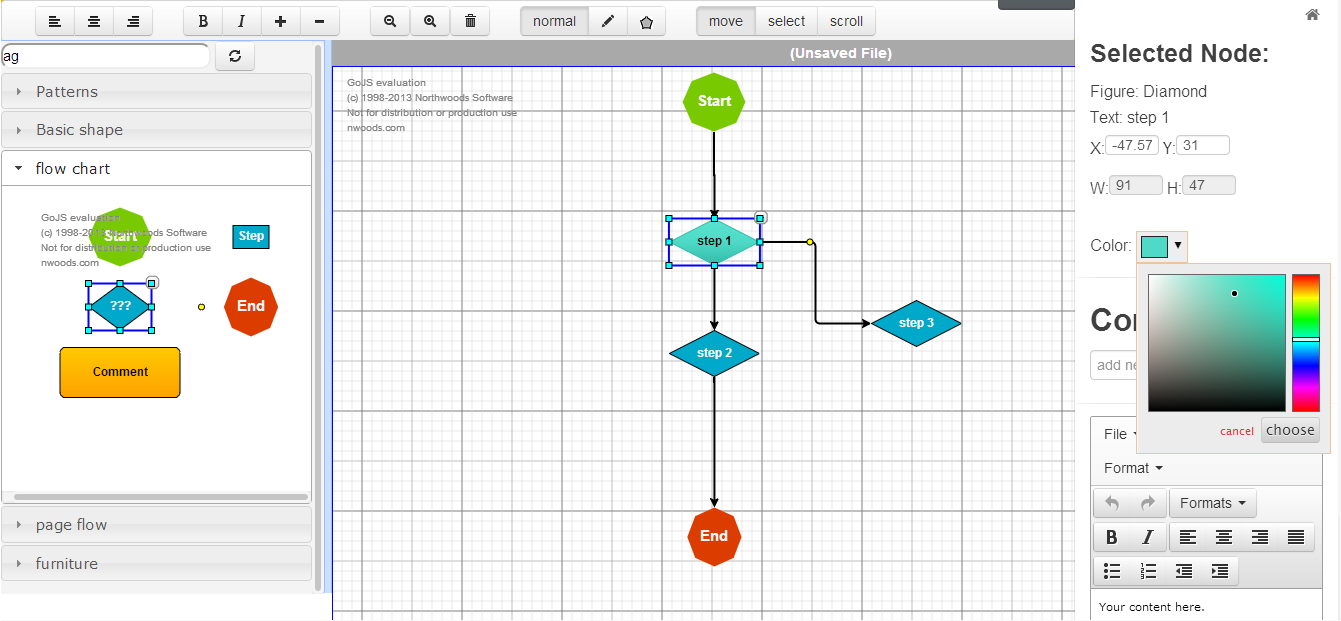 B I
normal
move select scroll
ag
(Unsaved File)
Patterns
Basic shape
flow chart
GoJS evaluation
(c) 1998-2013 Northwoods Software
Not for distribution or production use
nwoods.com
Start
Step
???
End
Comment
page flow
furniture
GoJS evaluation
(c) 1998-2013 Northwoods Software
Not for distribution or production use
nwoods.com
Start
step 1
step 3
step 2
End
Selected Node:
Figure: Diamond
Text: step 1
X: -47.57 Y: 31
W: 91 H: 47
Color:
cancel choose
add
File
Format
Formats
B I
Your content here.